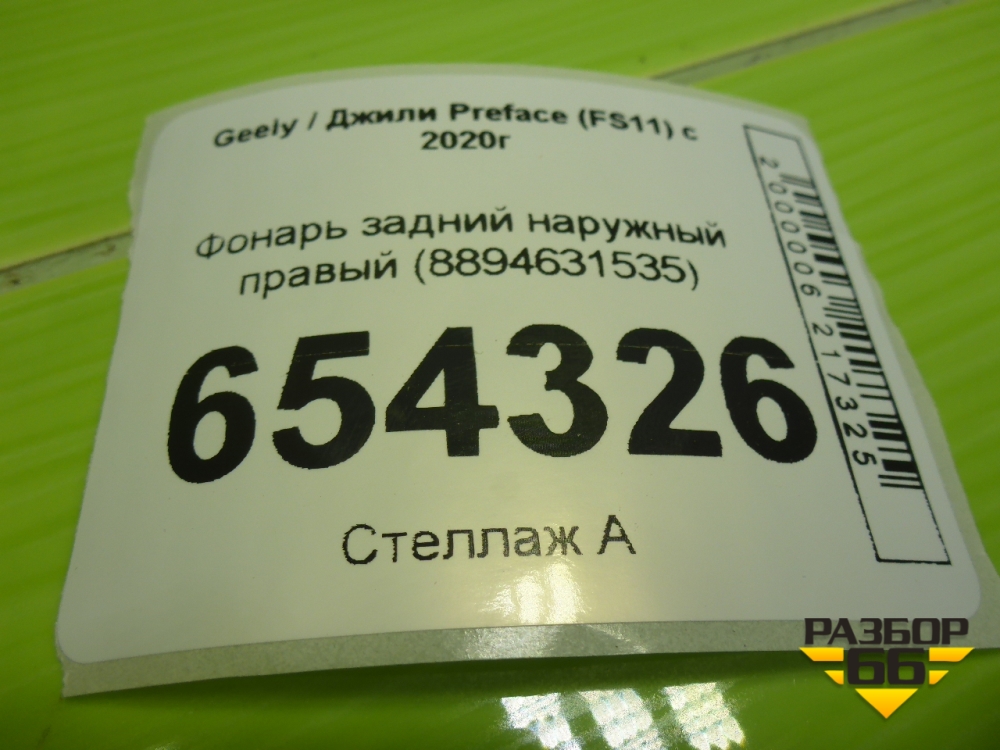 Geely / Джили Preface (FS11) с
2020г
Фонарь задний наружный
правый (8894631535)
654326
Стеллаж А
2000006217325
РАЗБОР
66